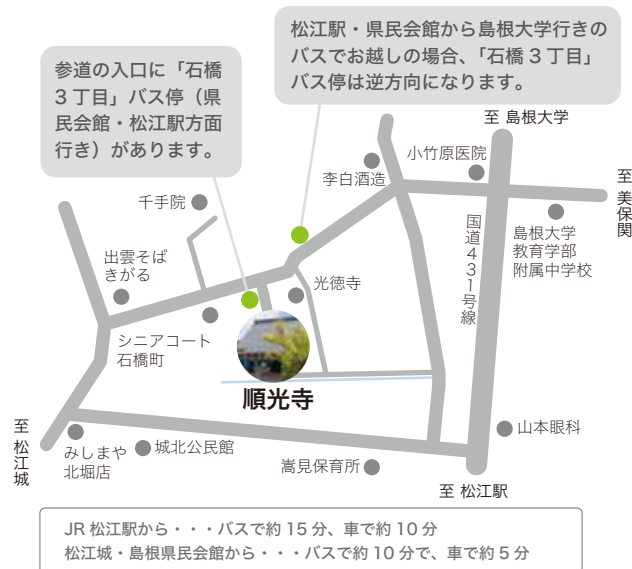 松江駅・県民会館から島根大学行きの
バスでお越しの場合、「石橋 3 丁目」
バス停は逆方向になります。
参道の入口に「石橋
3 丁目」バス停（県
民会館・松江駅方面
行き）があります。
至 島根大学
小竹原医院
李白酒造
至 美保関
千手院
国道431号線
島根大学
教育学部
附属中学校
出雲そば
きがる
光徳寺
シニアコート
石橋町
順光寺
至 松江城
みしまや
北堀店
城北公民館
山本眼科
嵩見保育所
至 松江駅
JR 松江駅から・・・バスで約 15 分、車で約 10 分
松江城・島根県民会館から・・・バスで約 10 分で、車で約 5 分